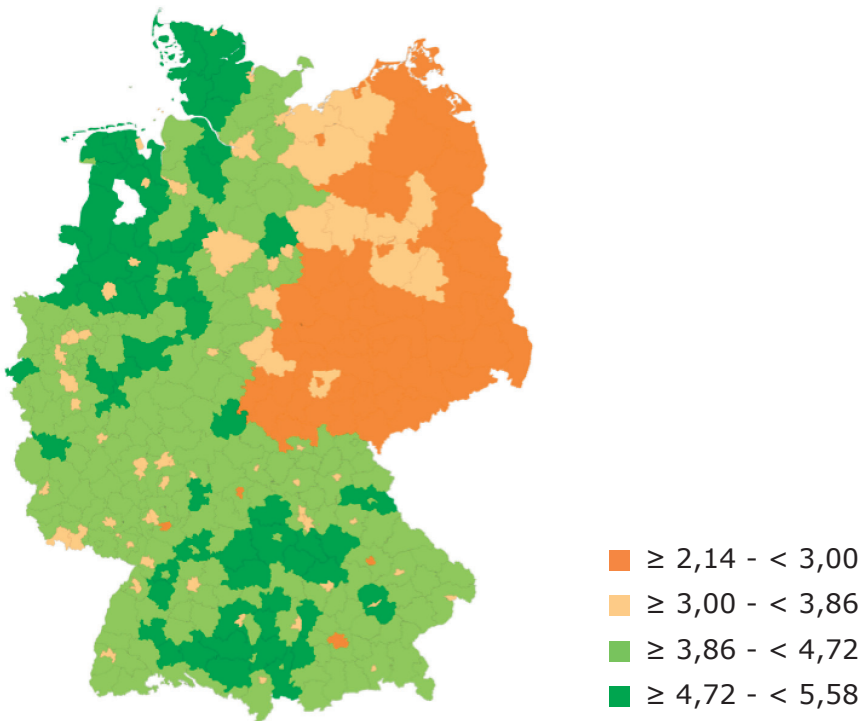 ≥ 2,14 - < 3,00
≥ 3,00 - < 3,86
≥ 3,86 - < 4,72
≥ 4,72 - < 5,58